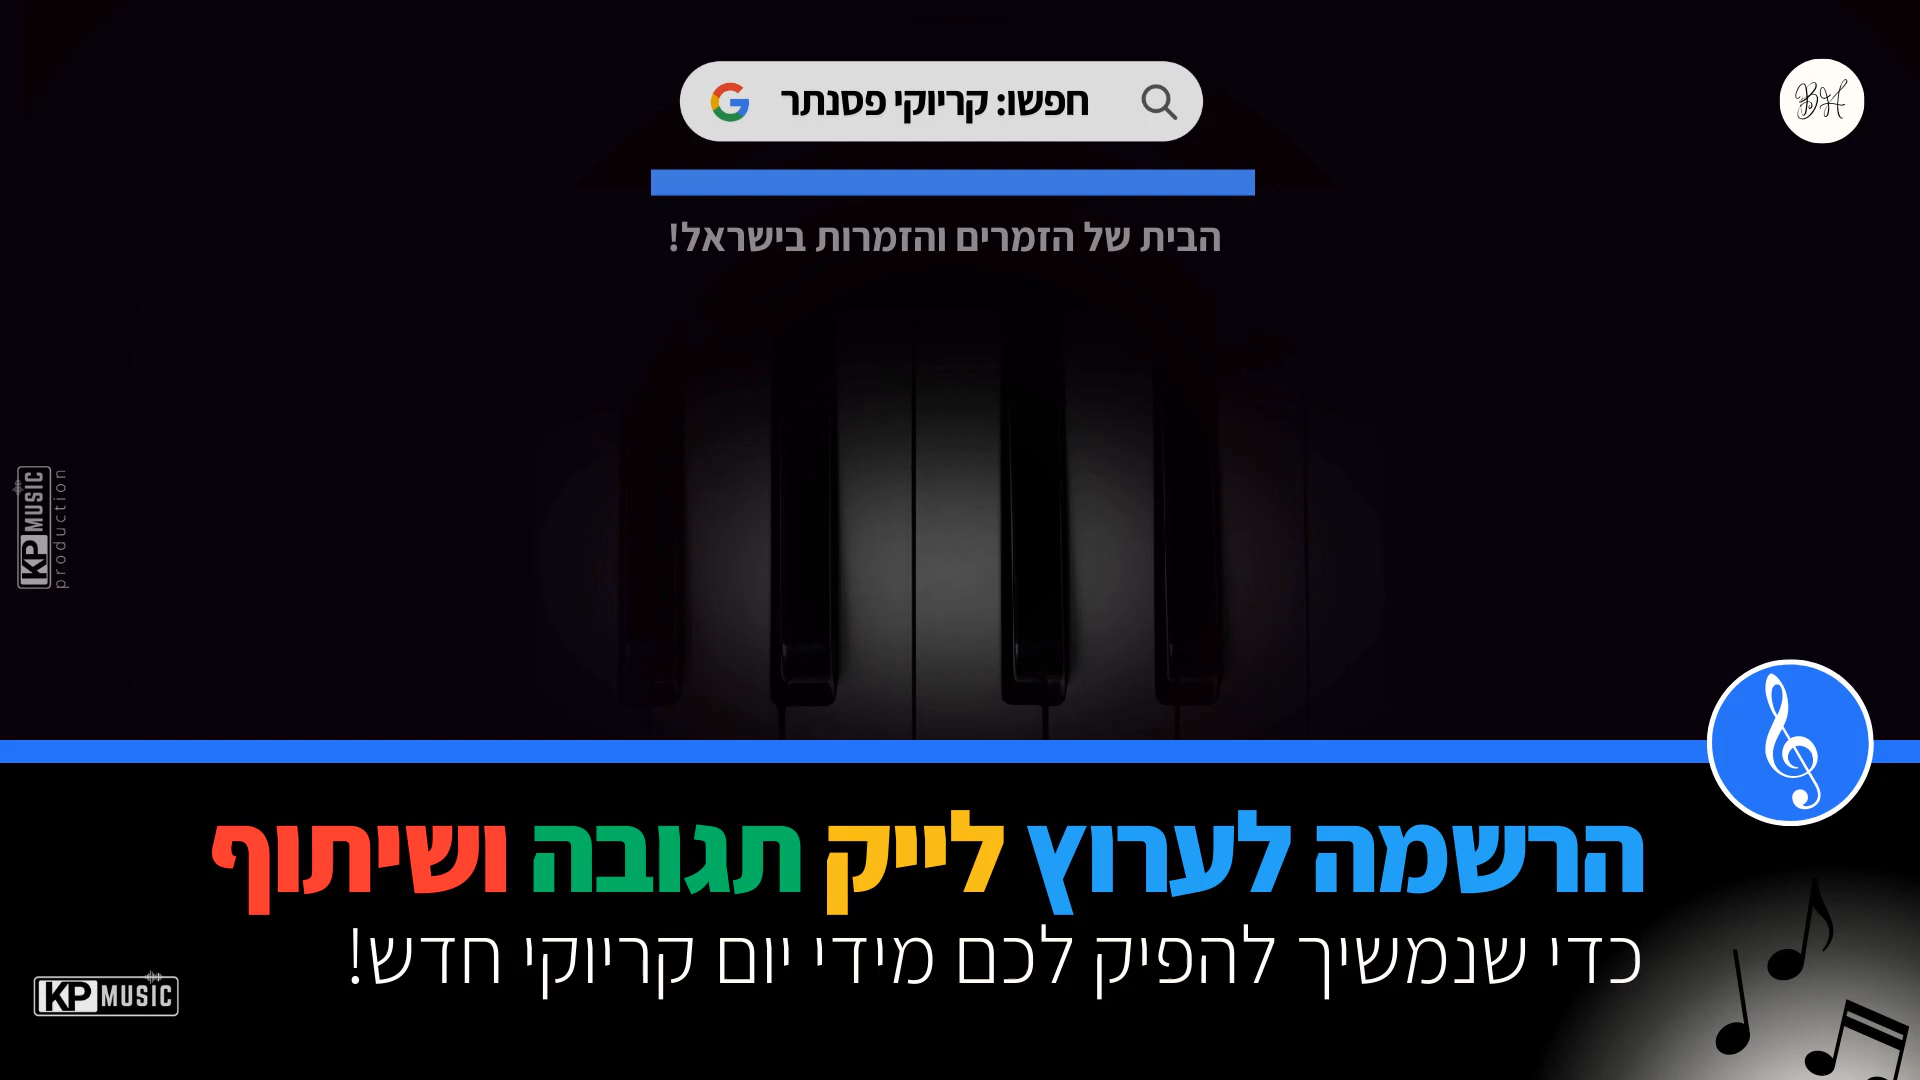 חפשו: קריוקי פסנתר
BH
הבית של הזמרים והזמרות בישראל!
KP MUSIC
production
הרשמה לערוץ לייק תגובה ושיתוף
כדי שנמשיך להפיק לכם מידי יום קריוקי חדש!
KP MUSIC